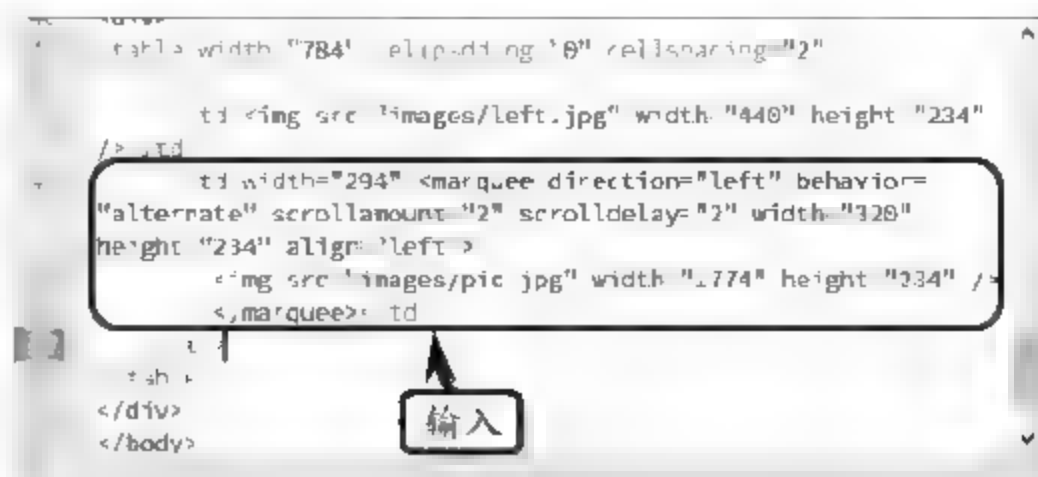 <div>
table width "784" cellpadding "0" cellspacing="2"
td <img src "images/left.jpg" width "440" height "234"
/> td
td width="294" <marquee direction="left" behavior=
"alternate" scrollamount "2" scrolldelay="2" width "320"
height "234" align "left">
<img src "images/pic jpg" width "1774" height "234" />
</marquee> td
table
</div>
</body>
输入